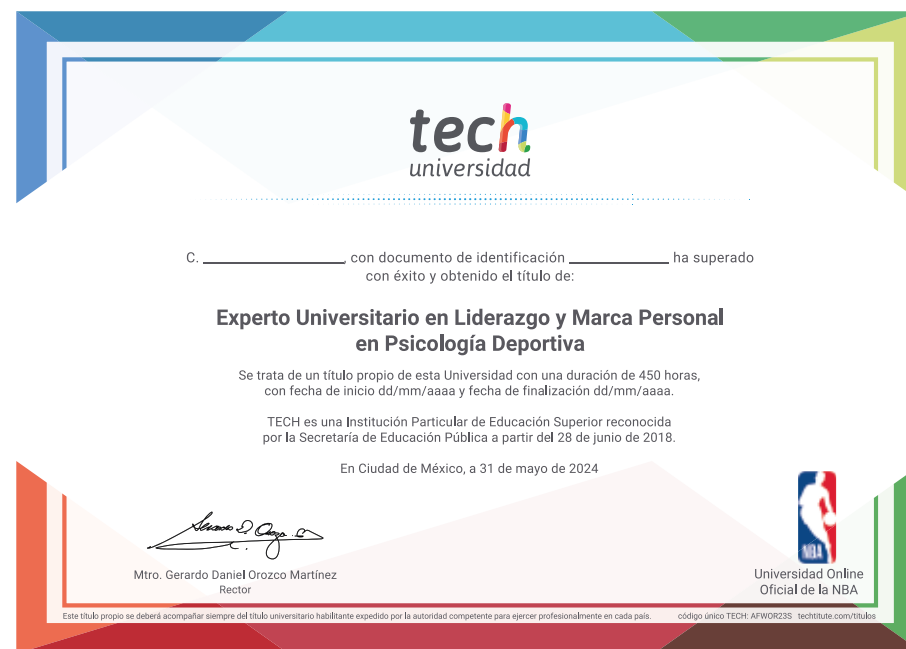 tech
universidad
C. ____________, con documento de identificación ____________ ha superado
con éxito y obtenido el título de:
Experto Universitario en Liderazgo y Marca Personal
en Psicología Deportiva
Se trata de un título propio de esta Universidad con una duración de 450 horas,
con fecha de inicio dd/mm/aaaa y fecha de finalización dd/mm/aaaa.
TECH es una Institución Particular de Educación Superior reconocida
por la Secretaría de Educación Pública a partir del 28 de junio de 2018.
En Ciudad de México, a 31 de mayo de 2024
Mtro. Gerardo Daniel Orozco Martínez
Rector
NBA
Universidad Online
Oficial de la NBA
Este título propio se deberá acompañar siempre del título universitario habilitante expedido por la autoridad competente para ejercer profesionalmente en cada país. código único TECH: AFWOR23S techtitute.com/titulos